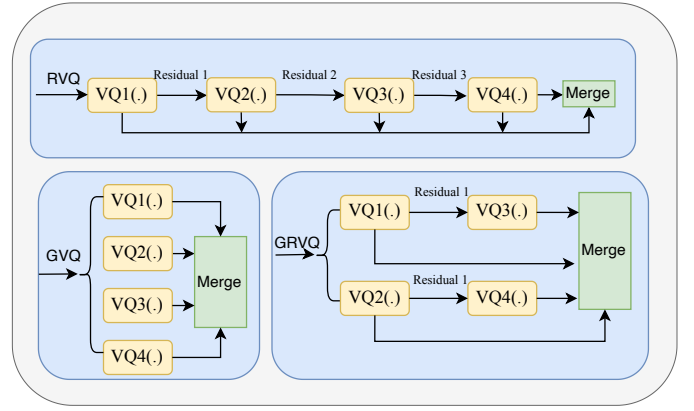 RVQ
VQ1(.)
Residual 1
VQ2(.)
Residual 2
VQ3(.)
Residual 3
VQ4(.)
Merge
GVQ
VQ1(.)
VQ2(.)
VQ3(.)
VQ4(.)
Merge
GRVQ
VQ1(.)
Residual 1
VQ3(.)
VQ2(.)
Residual 1
VQ4(.)
Merge